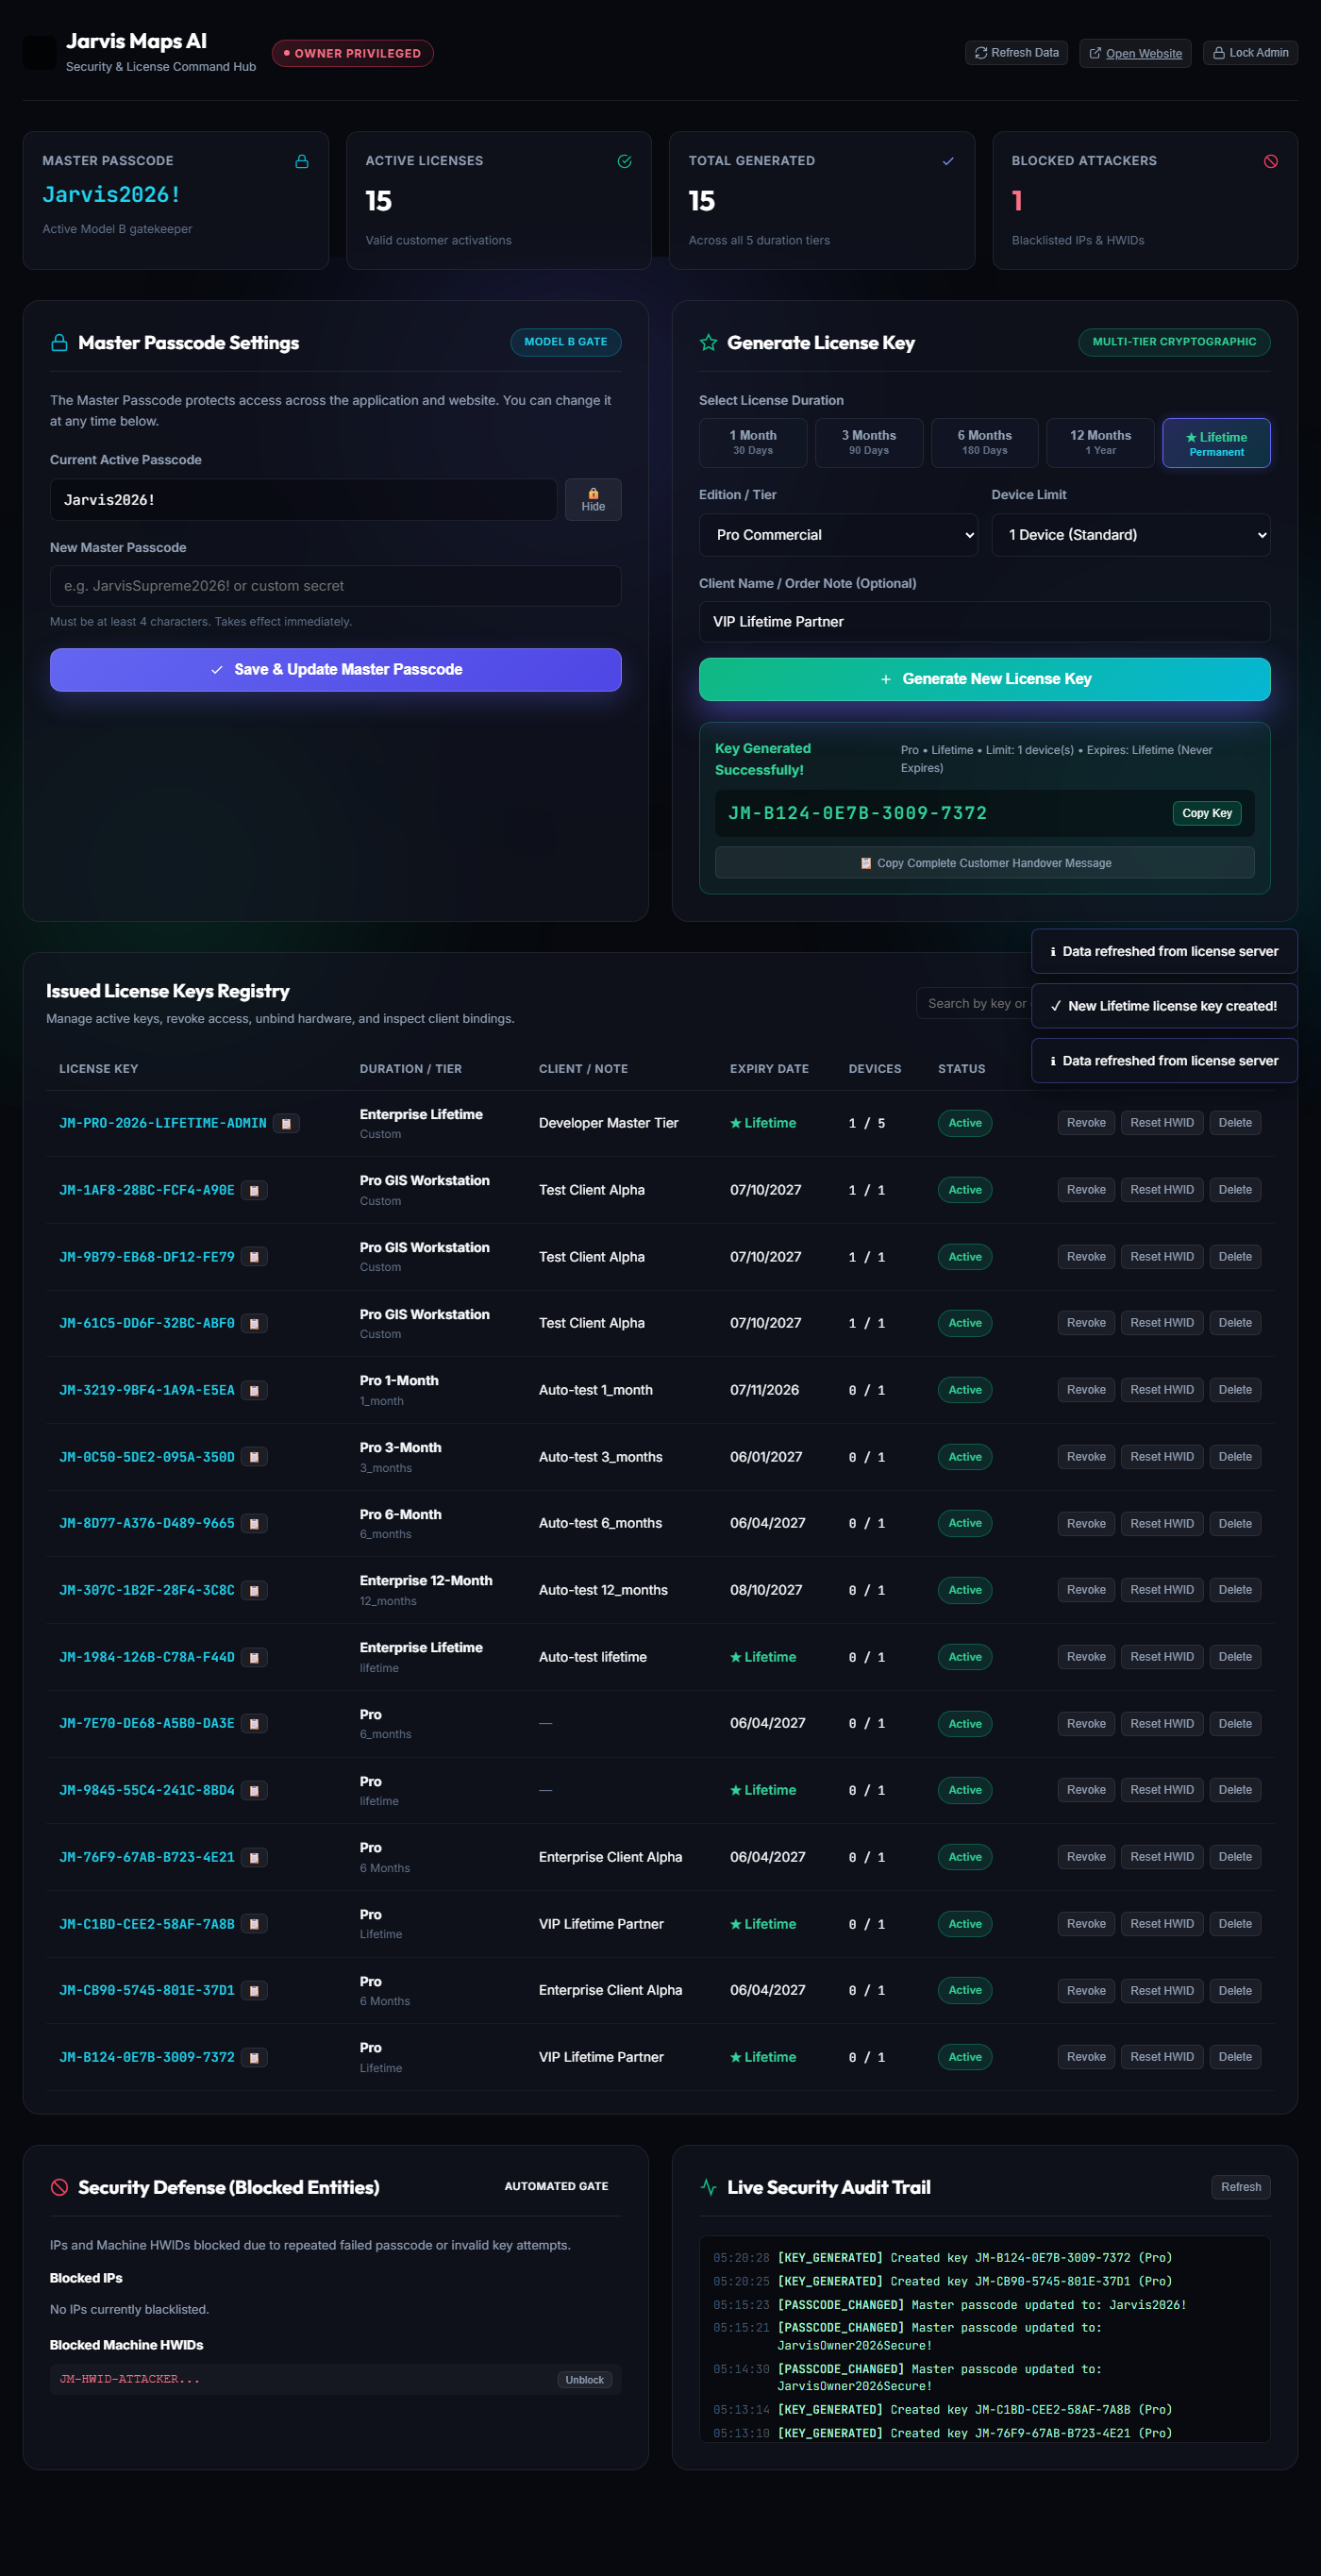 Jarvis Maps AI
Security & License Command Hub
OWNER PRIVILEGED
Refresh Data
Open Website
Lock Admin
MASTER PASSCODE
Jarvis2026!
Active Model B gatekeeper
ACTIVE LICENSES
15
Valid customer activations
TOTAL GENERATED
15
Across all 5 duration tiers
BLOCKED ATTACKERS
1
Blacklisted IPs & HWIDs
Master Passcode Settings
MODEL B GATE
The Master Passcode protects access across the application and website. You can change it
at any time below.
Current Active Passcode
Jarvis2026!
Hide
New Master Passcode
e.g. JarvisSupreme2026! or custom secret
Must be at least 4 characters. Takes effect immediately.
Save & Update Master Passcode
Generate License Key
MULTI-TIER CRYPTOGRAPHIC
Select License Duration
1 Month
30 Days
3 Months
90 Days
6 Months
180 Days
12 Months
1 Year
★ Lifetime
Permanent
Edition / Tier
Device Limit
Pro Commercial
1 Device (Standard)
Client Name / Order Note (Optional)
VIP Lifetime Partner
+ Generate New License Key
Key Generated
Successfully!
Pro • Lifetime • Limit: 1 device(s) • Expires: Lifetime (Never
Expires)
JM-B124-0E7B-3009-7372
Copy Key
📋 Copy Complete Customer Handover Message
Issued License Keys Registry
Manage active keys, revoke access, unbind hardware, and inspect client bindings.
Search by key or
ℹ Data refreshed from license server
✓ New Lifetime license key created!
ℹ Data refreshed from license server
LICENSE KEY DURATION / TIER CLIENT / NOTE EXPIRY DATE DEVICES STATUS
JM-PRO-2026-LIFETIME-ADMIN Enterprise Lifetime Developer Master Tier ★ Lifetime 1 / 5 Active Revoke Reset HWID Delete
Custom
JM-1AF8-28BC-FCF4-A90E Pro GIS Workstation Test Client Alpha 07/10/2027 1 / 1 Active Revoke Reset HWID Delete
Custom
JM-9B79-EB68-DF12-FE79 Pro GIS Workstation Test Client Alpha 07/10/2027 1 / 1 Active Revoke Reset HWID Delete
Custom
JM-61C5-DD6F-32BC-ABF0 Pro GIS Workstation Test Client Alpha 07/10/2027 1 / 1 Active Revoke Reset HWID Delete
Custom
JM-3219-9BF4-1A9A-E5EA Pro 1-Month Auto-test 1_month 07/11/2026 0 / 1 Active Revoke Reset HWID Delete
1_month
JM-0C50-5DE2-095A-350D Pro 3-Month Auto-test 3_months 06/01/2027 0 / 1 Active Revoke Reset HWID Delete
3_months
JM-8D77-A376-D489-9665 Pro 6-Month Auto-test 6_months 06/04/2027 0 / 1 Active Revoke Reset HWID Delete
6_months
JM-307C-1B2F-28F4-3C8C Enterprise 12-Month Auto-test 12_months 08/10/2027 0 / 1 Active Revoke Reset HWID Delete
12_months
JM-1984-126B-C78A-F44D Enterprise Lifetime Auto-test lifetime ★ Lifetime 0 / 1 Active Revoke Reset HWID Delete
lifetime
JM-7E70-DE68-A5B0-DA3E Pro — 06/04/2027 0 / 1 Active Revoke Reset HWID Delete
6_months
JM-9845-55C4-241C-8BD4 Pro — ★ Lifetime 0 / 1 Active Revoke Reset HWID Delete
lifetime
JM-76F9-67AB-B723-4E21 Pro Enterprise Client Alpha 06/04/2027 0 / 1 Active Revoke Reset HWID Delete
6 Months
JM-C1BD-CEE2-58AF-7A8B Pro VIP Lifetime Partner ★ Lifetime 0 / 1 Active Revoke Reset HWID Delete
Lifetime
JM-CB90-5745-801E-37D1 Pro Enterprise Client Alpha 06/04/2027 0 / 1 Active Revoke Reset HWID Delete
6 Months
JM-B124-0E7B-3009-7372 Pro VIP Lifetime Partner ★ Lifetime 0 / 1 Active Revoke Reset HWID Delete
Lifetime
Security Defense (Blocked Entities)
AUTOMATED GATE
IPs and Machine HWIDs blocked due to repeated failed passcode or invalid key attempts.
Blocked IPs
No IPs currently blacklisted.
Blocked Machine HWIDs
JM-HWID-ATTACKER...
Unblock
Live Security Audit Trail
Refresh
05:20:28 [KEY_GENERATED] Created key JM-B124-0E7B-3009-7372 (Pro)
05:20:25 [KEY_GENERATED] Created key JM-CB90-5745-801E-37D1 (Pro)
05:15:23 [PASSCODE_CHANGED] Master passcode updated to: Jarvis2026!
05:15:21 [PASSCODE_CHANGED] Master passcode updated to:
JarvisOwner2026Secure!
05:14:30 [PASSCODE_CHANGED] Master passcode updated to:
JarvisOwner2026Secure!
05:13:14 [KEY_GENERATED] Created key JM-C1BD-CEE2-58AF-7A8B (Pro)
05:13:10 [KEY_GENERATED] Created key JM-76F9-67AB-B723-4E21 (Pro)